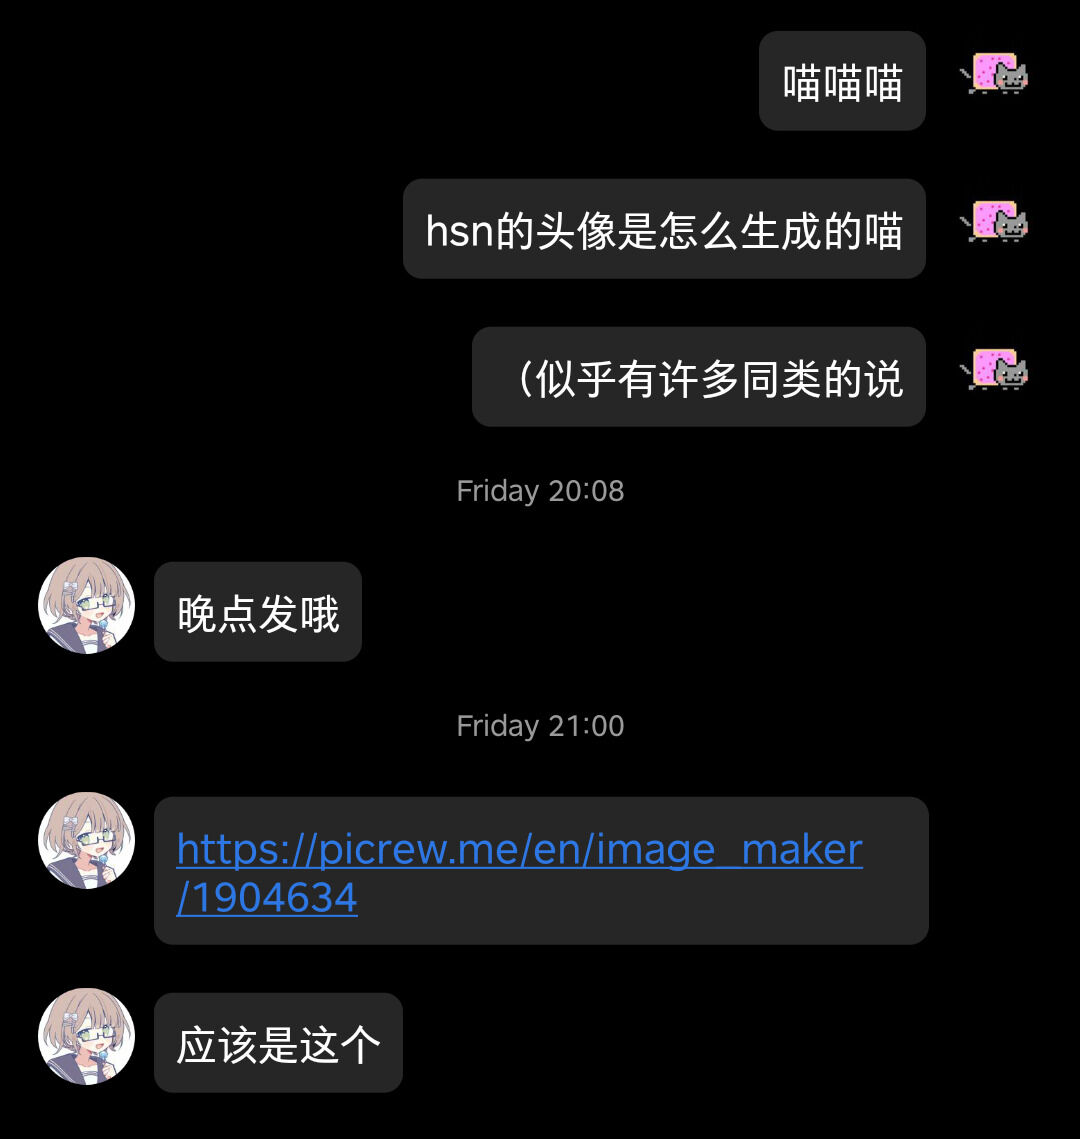 喵喵喵
hsn的头像是怎么生成的喵
（似乎有许多同类的说
Friday 20:08
晚点发哦
Friday 21:00
https://picrew.me/en/image_maker
/1904634
应该是这个